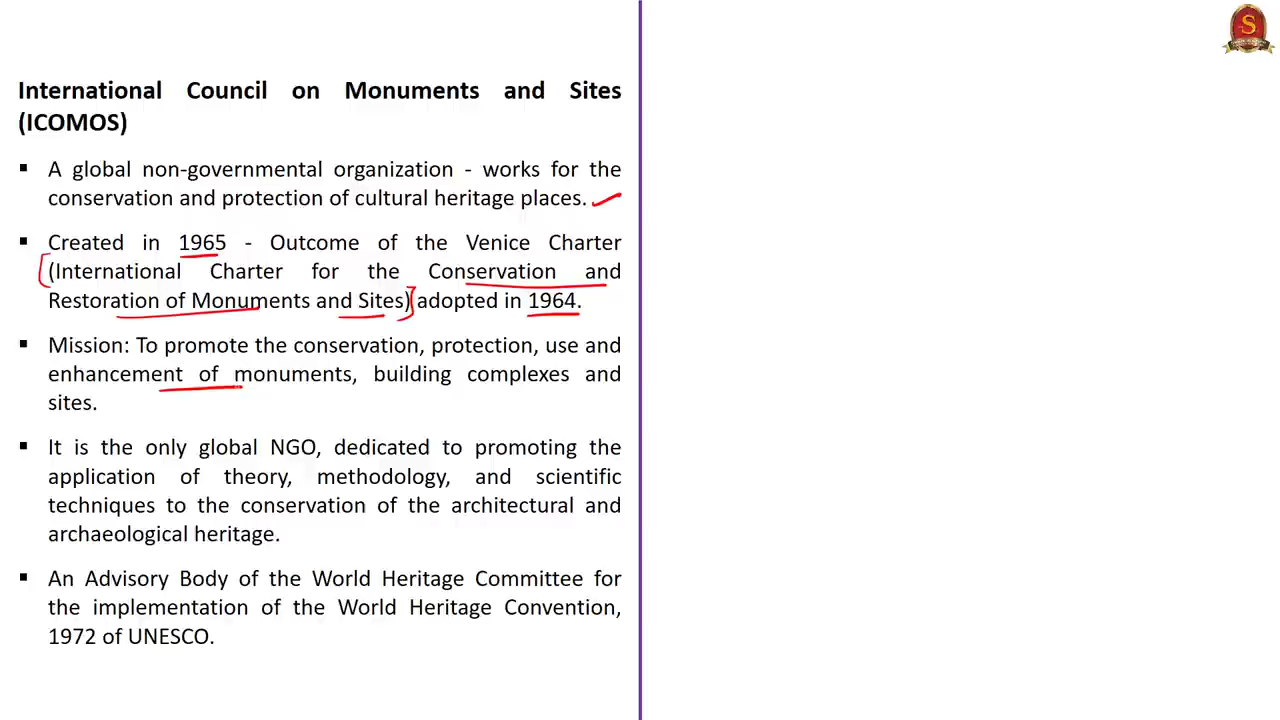 International Council on Monuments and Sites
(ICOMOS)
▪ A global non-governmental organization - works for the
conservation and protection of cultural heritage places.
▪ Created in 1965 - Outcome of the Venice Charter
(International Charter for the Conservation and
Restoration of Monuments and Sites) adopted in 1964.
▪ Mission: To promote the conservation, protection, use and
enhancement of monuments, building complexes and
sites.
▪ It is the only global NGO, dedicated to promoting the
application of theory, methodology, and scientific
techniques to the conservation of the architectural and
archaeological heritage.
▪ An Advisory Body of the World Heritage Committee for
the implementation of the World Heritage Convention,
1972 of UNESCO.
S